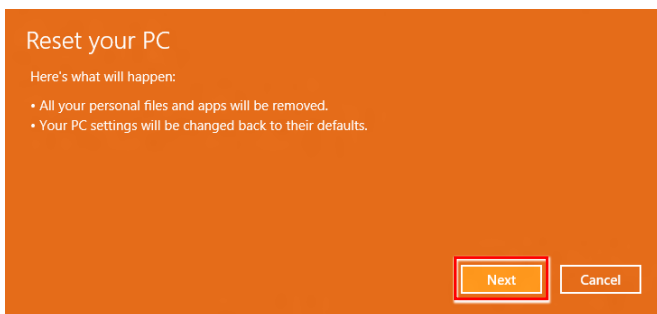 Reset your PC
Here's what will happen:
• All your personal files and apps will be removed.
• Your PC settings will be changed back to their defaults.
Next Cancel